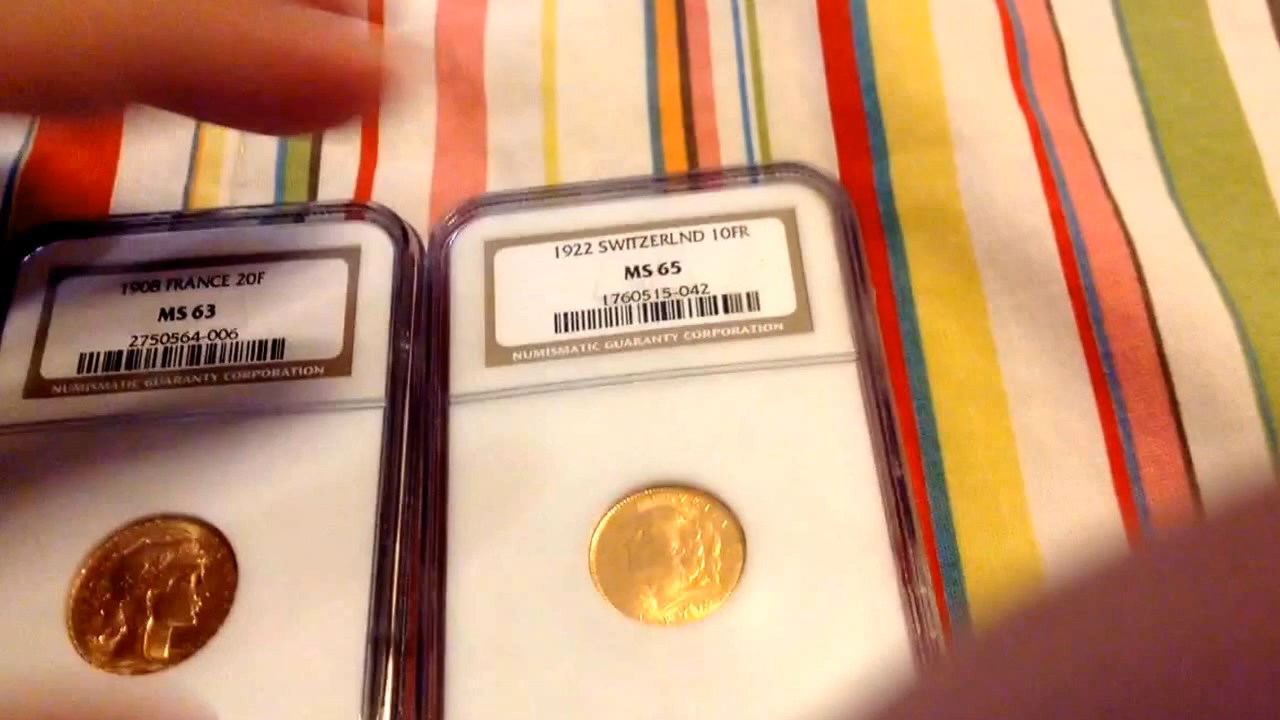 1908 FRANCE 20F
MS 63
2750564-006
NUMISMATIC GUARANTY CORPORATION
1922 SWITZERLND 10FR
MS 65
1760515-042
NUMISMATIC GUARANTY CORPORATION